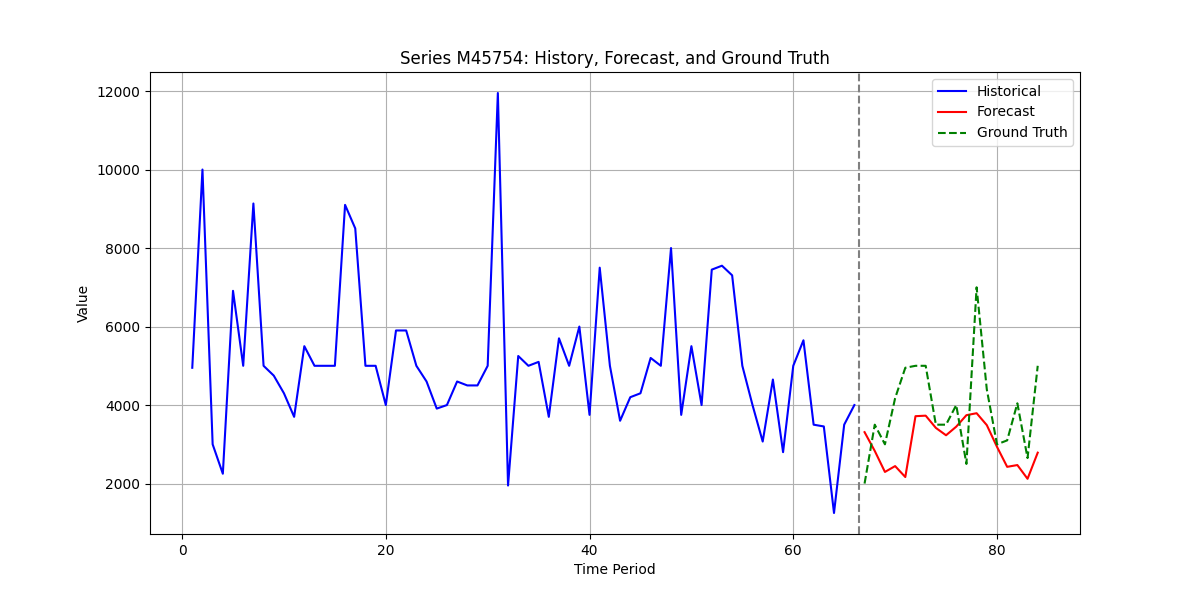 Series M45754: History, Forecast, and Ground Truth
Historical
Forecast
Ground Truth
Value
12000
10000
8000
6000
4000
2000
0
20
40
60
80
Time Period